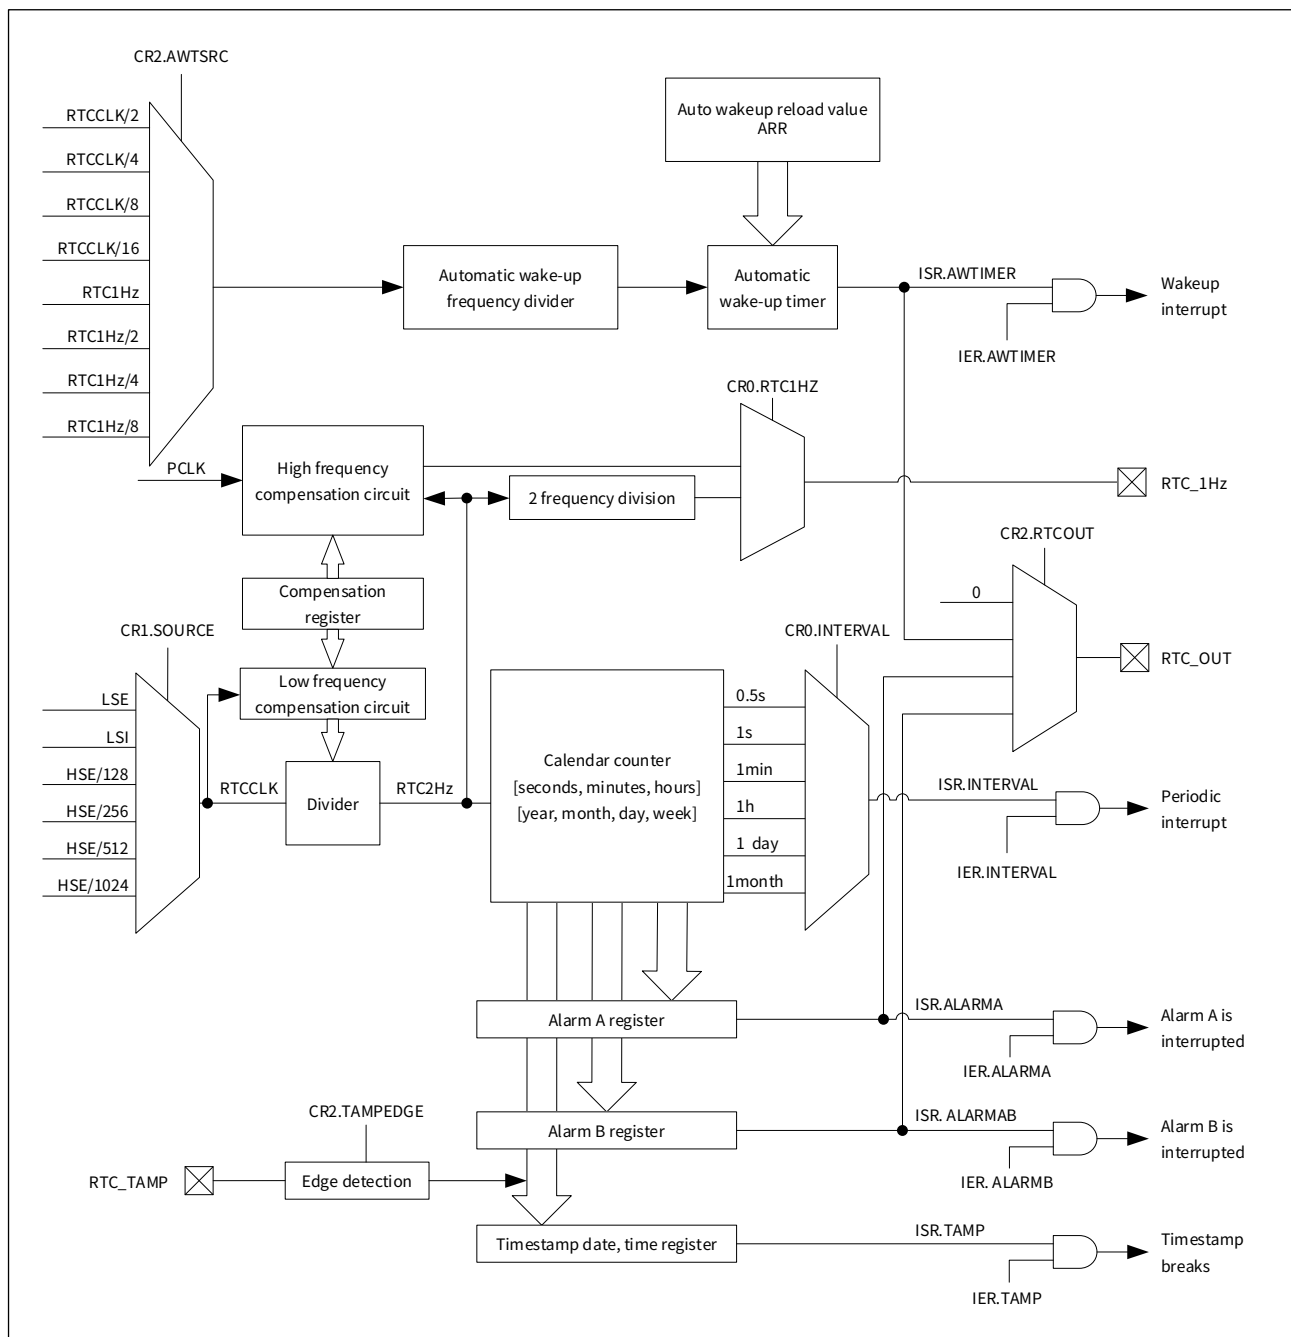 CR2.AWTSRC
RTCCLK/2
RTCCLK/4
RTCCLK/8
RTCCLK/16
RTC1Hz
RTC1Hz/2
RTC1Hz/4
RTC1Hz/8
Auto wakeup reload value
ARR
Automatic wake-up
frequency divider
Automatic
wake-up timer
ISR.AWTIMER
IER.AWTIMER
Wakeup
interrupt
CR0.RTC1HZ
PCLK
High frequency
compensation circuit
2 frequency division
RTC_1Hz
CR2.RTCOUT
0
RTC_OUT
Compensation
register
CR1.SOURCE
LSE
LSI
HSE/128
HSE/256
HSE/512
HSE/1024
Low frequency
compensation circuit
RTCCLK
Divider
RTC2Hz
Calendar counter
[seconds, minutes, hours]
[year, month, day, week]
CR0.INTERVAL
0.5s
1s
1min
1h
1 day
1month
ISR.INTERVAL
IER.INTERVAL
Periodic
interrupt
Alarm A register
ISR.ALARMA
IER.ALARMA
Alarm A is
interrupted
Alarm B register
ISR. ALARMAB
IER. ALARMB
Alarm B is
interrupted
CR2.TAMPEDGE
RTC_TAMP
Edge detection
Timestamp date, time register
ISR.TAMP
IER.TAMP
Timestamp
breaks